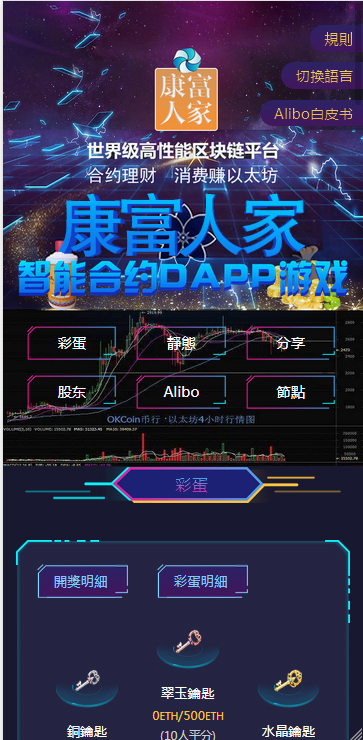 規則
切換語言
Alibo白皮书
康富
人家
世界级高性能区块链平台
合约理财 消费赚以太坊
康富人家
智能合约DAPP游戏
彩蛋
靜態
分享
股东
Alibo
節點
OKCoin币行·以太坊4小时行情图
彩蛋
開獎明細
彩蛋明細
翠玉鑰匙
0ETH/500ETH
(10人平分)
銅鑰匙
水晶鑰匙